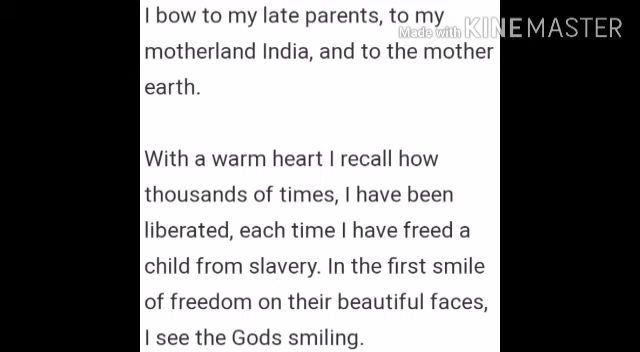 I bow to my late parents, to my
Made with KINEMASTER
motherland India, and to the mother
earth.
With a warm heart I recall how
thousands of times, I have been
liberated, each time I have freed a
child from slavery. In the first smile
of freedom on their beautiful faces,
I see the Gods smiling.